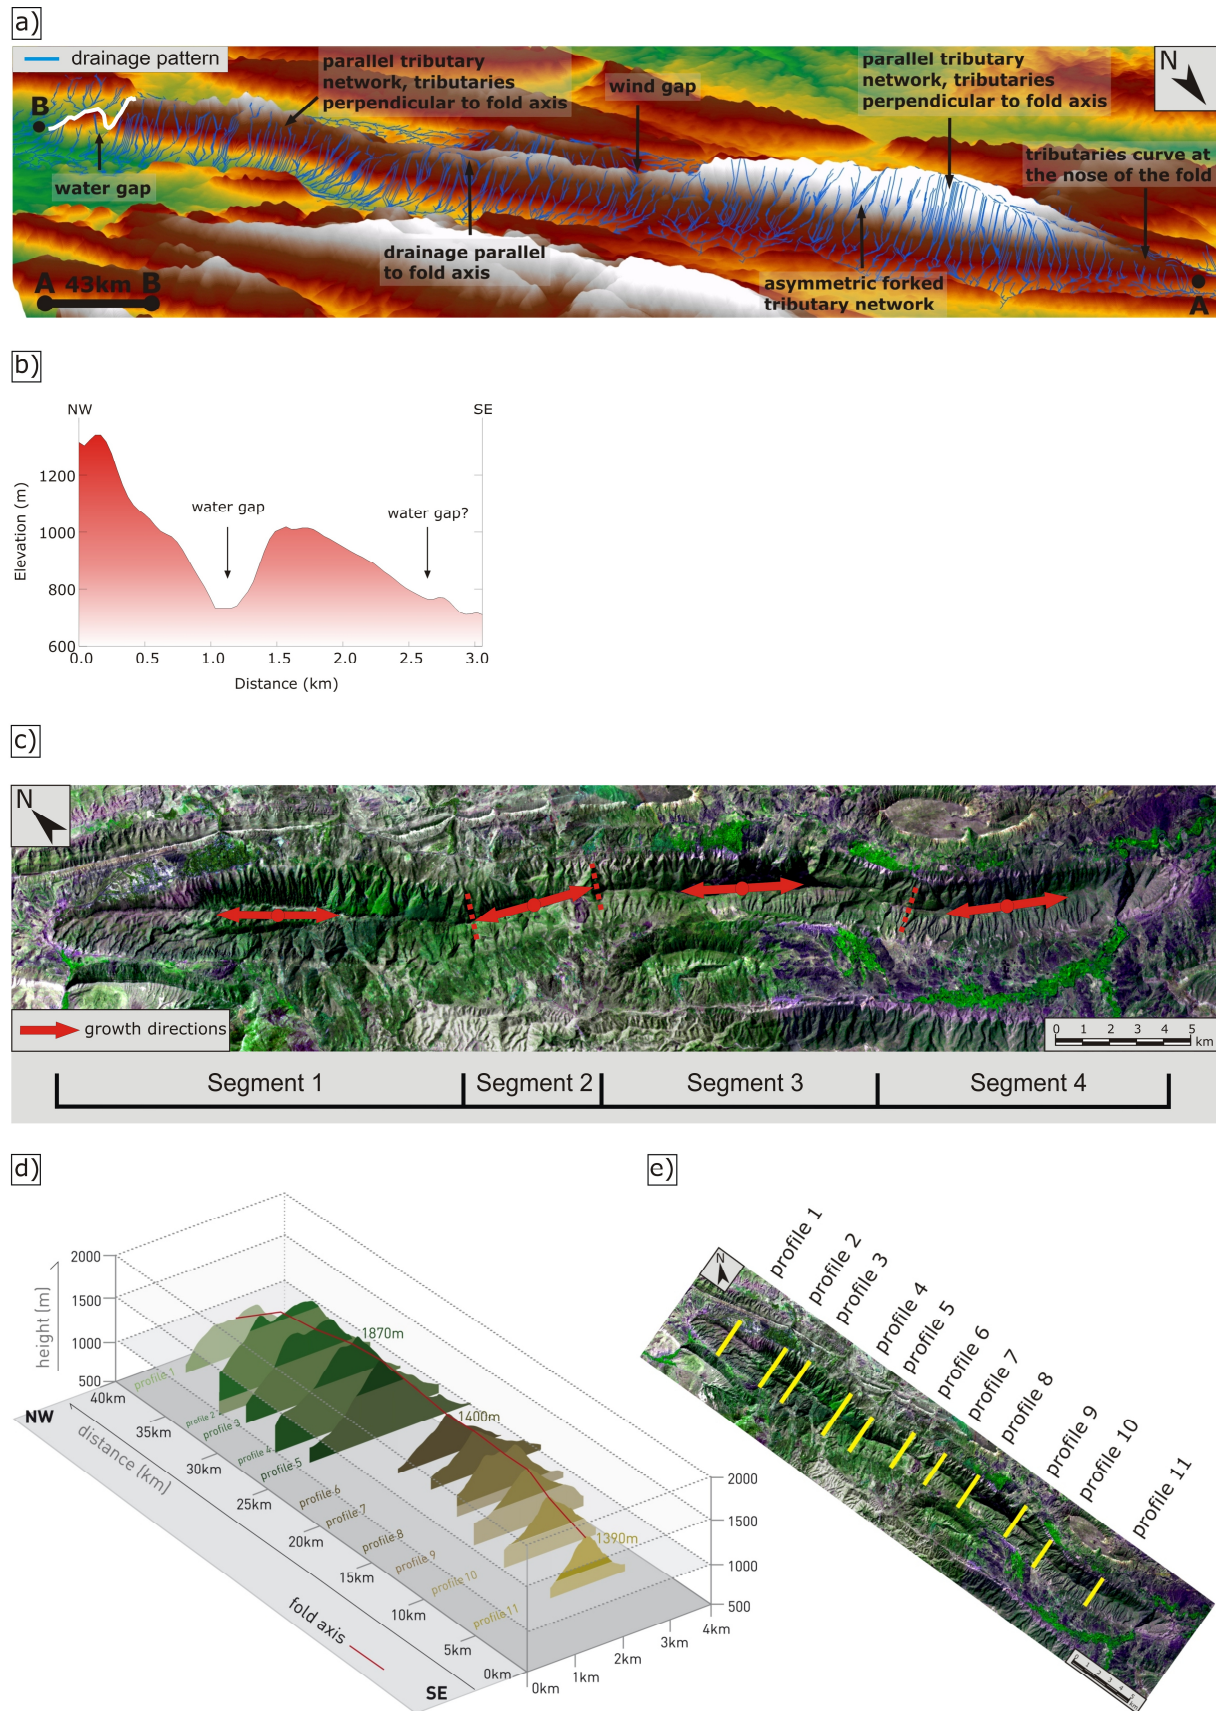 a)
drainage pattern
N
parallel tributary
network, tributaries
perpendicular to fold axis
wind gap
parallel tributary
network, tributaries
perpendicular to fold axis
B
water gap
tributaries curve at
the nose of the fold
drainage parallel
to fold axis
asymmetric forked
tributary network
A 43km B
A
b)
NW
SE
1200
1000
800
600
Elevation (m)
water gap
water gap?
0.0 0.5 1.0 1.5 2.0 2.5 3.0
Distance (km)
c)
N
growth directions
0 1 2 3 4 5
km
Segment 1 Segment 2 Segment 3 Segment 4
d)
2000
1500
1000
500
height (m)
1870m
1400m
1390m
profile 1
profile 2
profile 3
profile 4
profile 5
profile 6
profile 7
profile 8
profile 9
profile 10
profile 11
NW
40km
35km
30km
25km
20km
15km
10km
5km
0km
distance (km)
fold axis
SE
0km
1km
2km
3km
4km
2000
1500
1000
500
e)
N
profile 1
profile 2
profile 3
profile 4
profile 5
profile 6
profile 7
profile 8
profile 9
profile 10
profile 11
0 1 2 3 4 5
km